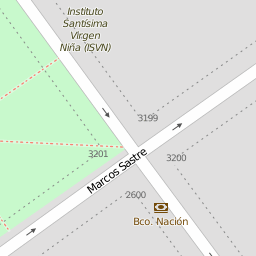 Instituto
Santísima
Virgen
Niña (ISVN)
3199
3201
3200
Marcos Sastre
2600
Bco. Nación